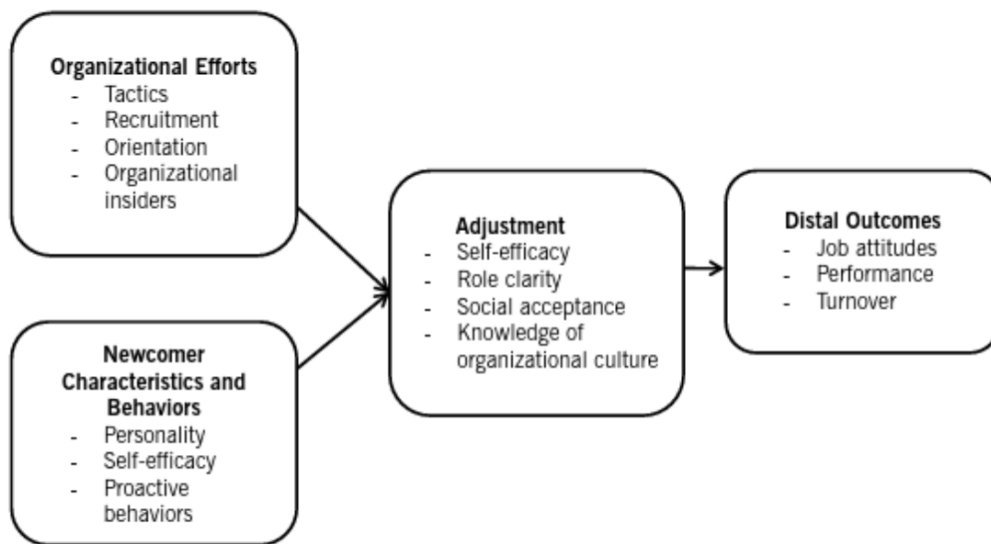 Organizational Efforts
- Tactics
- Recruitment
- Orientation
- Organizational
insiders
Newcomer
Characteristics and
Behaviors
- Personality
- Self-efficacy
- Proactive
behaviors
Adjustment
- Self-efficacy
- Role clarity
- Social acceptance
- Knowledge of
organizational culture
Distal Outcomes
- Job attitudes
- Performance
- Turnover